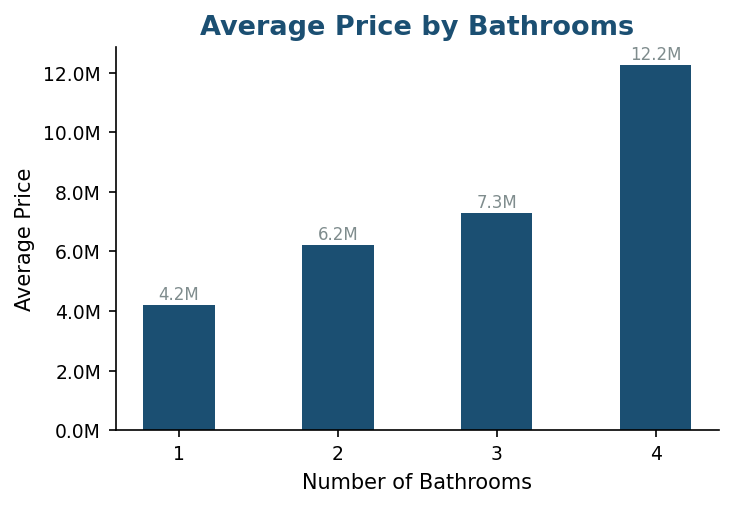 Average Price by Bathrooms
12.2M
12.0M
10.0M
8.0M
7.3M
6.2M
6.0M
4.2M
4.0M
2.0M
0.0M
Average Price
1 2 3 4
Number of Bathrooms